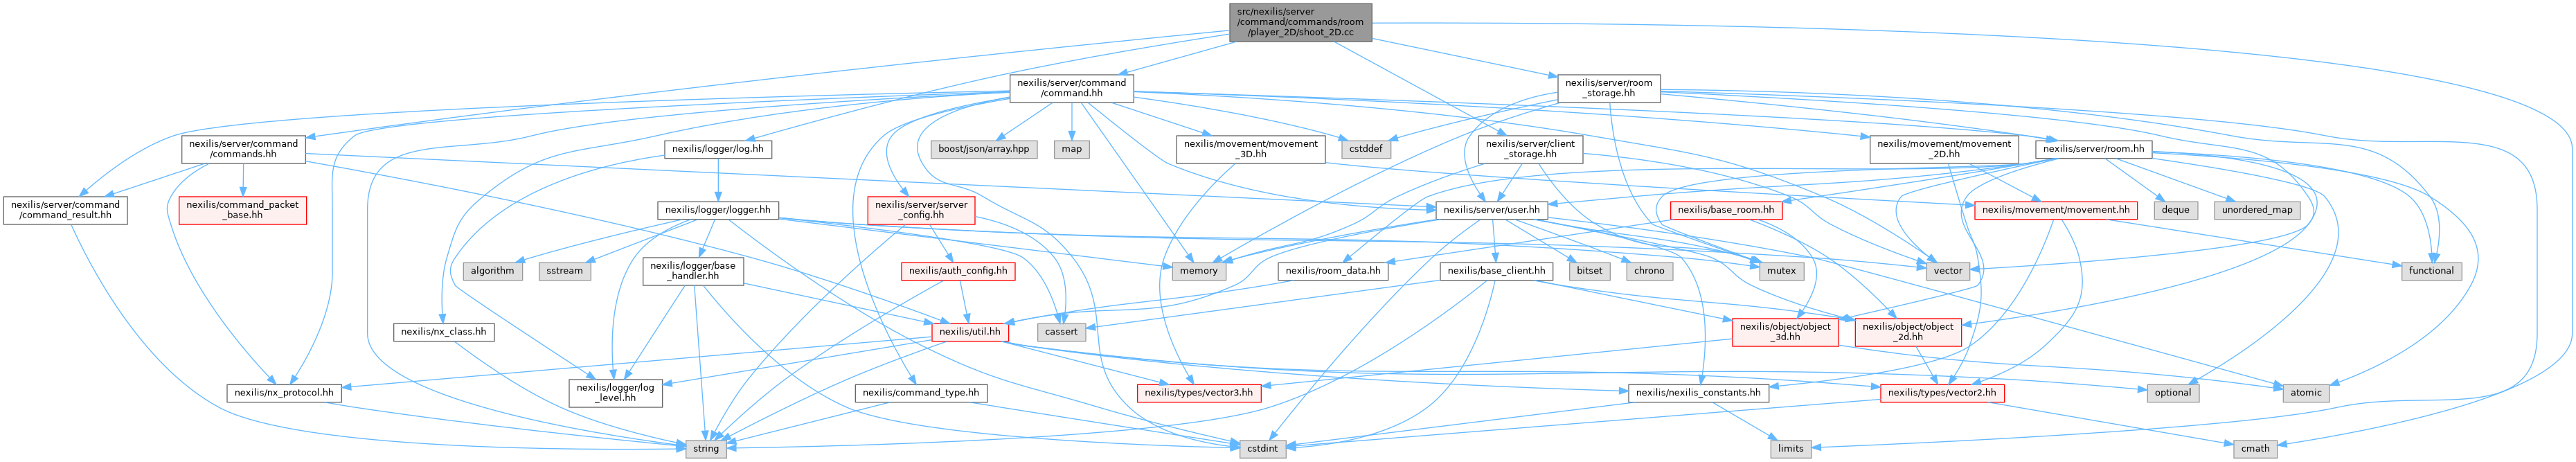 src/nexilis/server
/command/commands/room
/player_2D/shoot_2D.cc
nexilis/server/command
/command.hh
nexilis/server/room
_storage.hh
nexilis/server/command
/commands.hh
nexilis/logger/log.hh
boost/json/array.hpp
map
nexilis/movement/movement
_3D.hh
cstddef
nexilis/server/client
_storage.hh
nexilis/movement/movement
_2D.hh
nexilis/server/room.hh
nexilis/server/command
/command_result.hh
nexilis/command_packet
_base.hh
nexilis/logger/logger.hh
nexilis/server/server
_config.hh
nexilis/server/user.hh
nexilis/base_room.hh
nexilis/movement/movement.hh
deque
unordered_map
algorithm
sstream
nexilis/logger/base
_handler.hh
nexilis/auth_config.hh
memory
nexilis/room_data.hh
nexilis/base_client.hh
bitset
chrono
mutex
vector
functional
nexilis/nx_class.hh
nexilis/util.hh
cassert
nexilis/object/object
_3d.hh
nexilis/object/object
_2d.hh
nexilis/nx_protocol.hh
nexilis/logger/log
_level.hh
nexilis/command_type.hh
nexilis/types/vector3.hh
nexilis/nexilis_constants.hh
nexilis/types/vector2.hh
optional
atomic
string
cstdint
limits
cmath